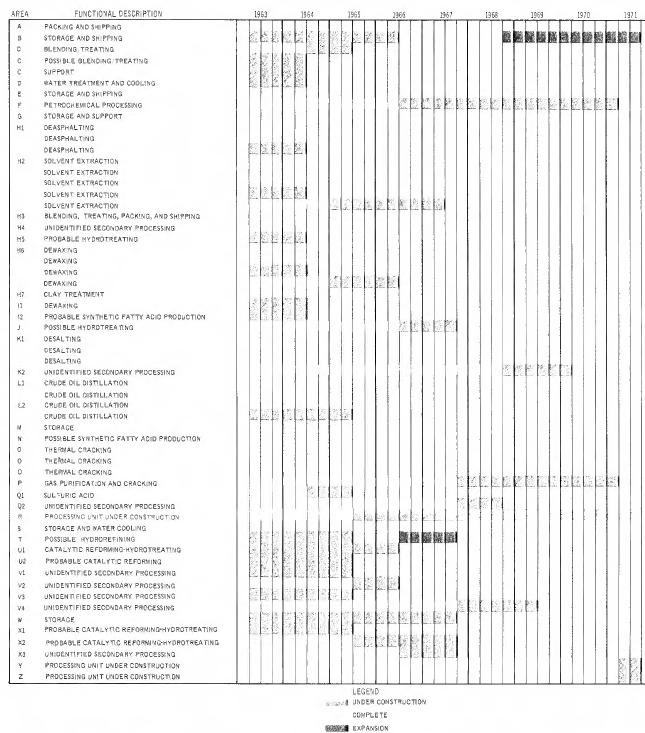 AREA FUNCTIONAL DESCRIPTION 1963 1964 1965 1966 1967 1968 1969 1970 1971
A PACKING AND SHIPPING
B STORAGE AND SHIPPING
C BLENDING/TREATING
C POSSIBLE BLENDING/TREATING
C SUPPORT
D WATER TREATMENT AND COOLING
E STORAGE AND SHIPPING
F PETROCHEMICAL PROCESSING
G STORAGE AND SUPPORT
H1 DEASPHALTING
DEASPHALTING
DEASPHALTING
H2 SOLVENT EXTRACTION
SOLVENT EXTRACTION
SOLVENT EXTRACTION
SOLVENT EXTRACTION
SOLVENT EXTRACTION
H3 BLENDING, TREATING, PACKING, AND SHIPPING
H4 UNIDENTIFIED SECONDARY PROCESSING
H5 PROBABLE HYDROTREATING
H6 DEWAXING
DEWAXING
DEWAXING
DEWAXING
H7 CLAY TREATMENT
I1 DEWAXING
I2 PROBABLE SYNTHETIC FATTY ACID PRODUCTION
J POSSIBLE HYDROTREATING
K1 DESALTING
DESALTING
DESALTING
K2 UNIDENTIFIED SECONDARY PROCESSING
L1 CRUDE OIL DISTILLATION
CRUDE OIL DISTILLATION
L2 CRUDE OIL DISTILLATION
CRUDE OIL DISTILLATION
M STORAGE
N POSSIBLE SYNTHETIC FATTY ACID PRODUCTION
O THERMAL CRACKING
O THERMAL CRACKING
O THERMAL CRACKING
P GAS PURIFICATION AND CRACKING
Q1 SULFURIC ACID
Q2 UNIDENTIFIED SECONDARY PROCESSING
R PROCESSING UNIT UNDER CONSTRUCTION
S STORAGE AND WATER COOLING
T POSSIBLE HYDROREFINING
U1 CATALYTIC REFORMING-HYDROTREATING
U2 PROBABLE CATALYTIC REFORMING
V1 UNIDENTIFIED SECONDARY PROCESSING
V2 UNIDENTIFIED SECONDARY PROCESSING
V3 UNIDENTIFIED SECONDARY PROCESSING
V4 UNIDENTIFIED SECONDARY PROCESSING
W STORAGE
X1 PROBABLE CATALYTIC REFORMING-HYDROTREATING
X2 PROBABLE CATALYTIC REFORMING-HYDROTREATING
X3 UNIDENTIFIED SECONDARY PROCESSING
Y PROCESSING UNIT UNDER CONSTRUCTION
Z PROCESSING UNIT UNDER CONSTRUCTION
LEGEND
UNDER CONSTRUCTION
COMPLETE
EXPANSION